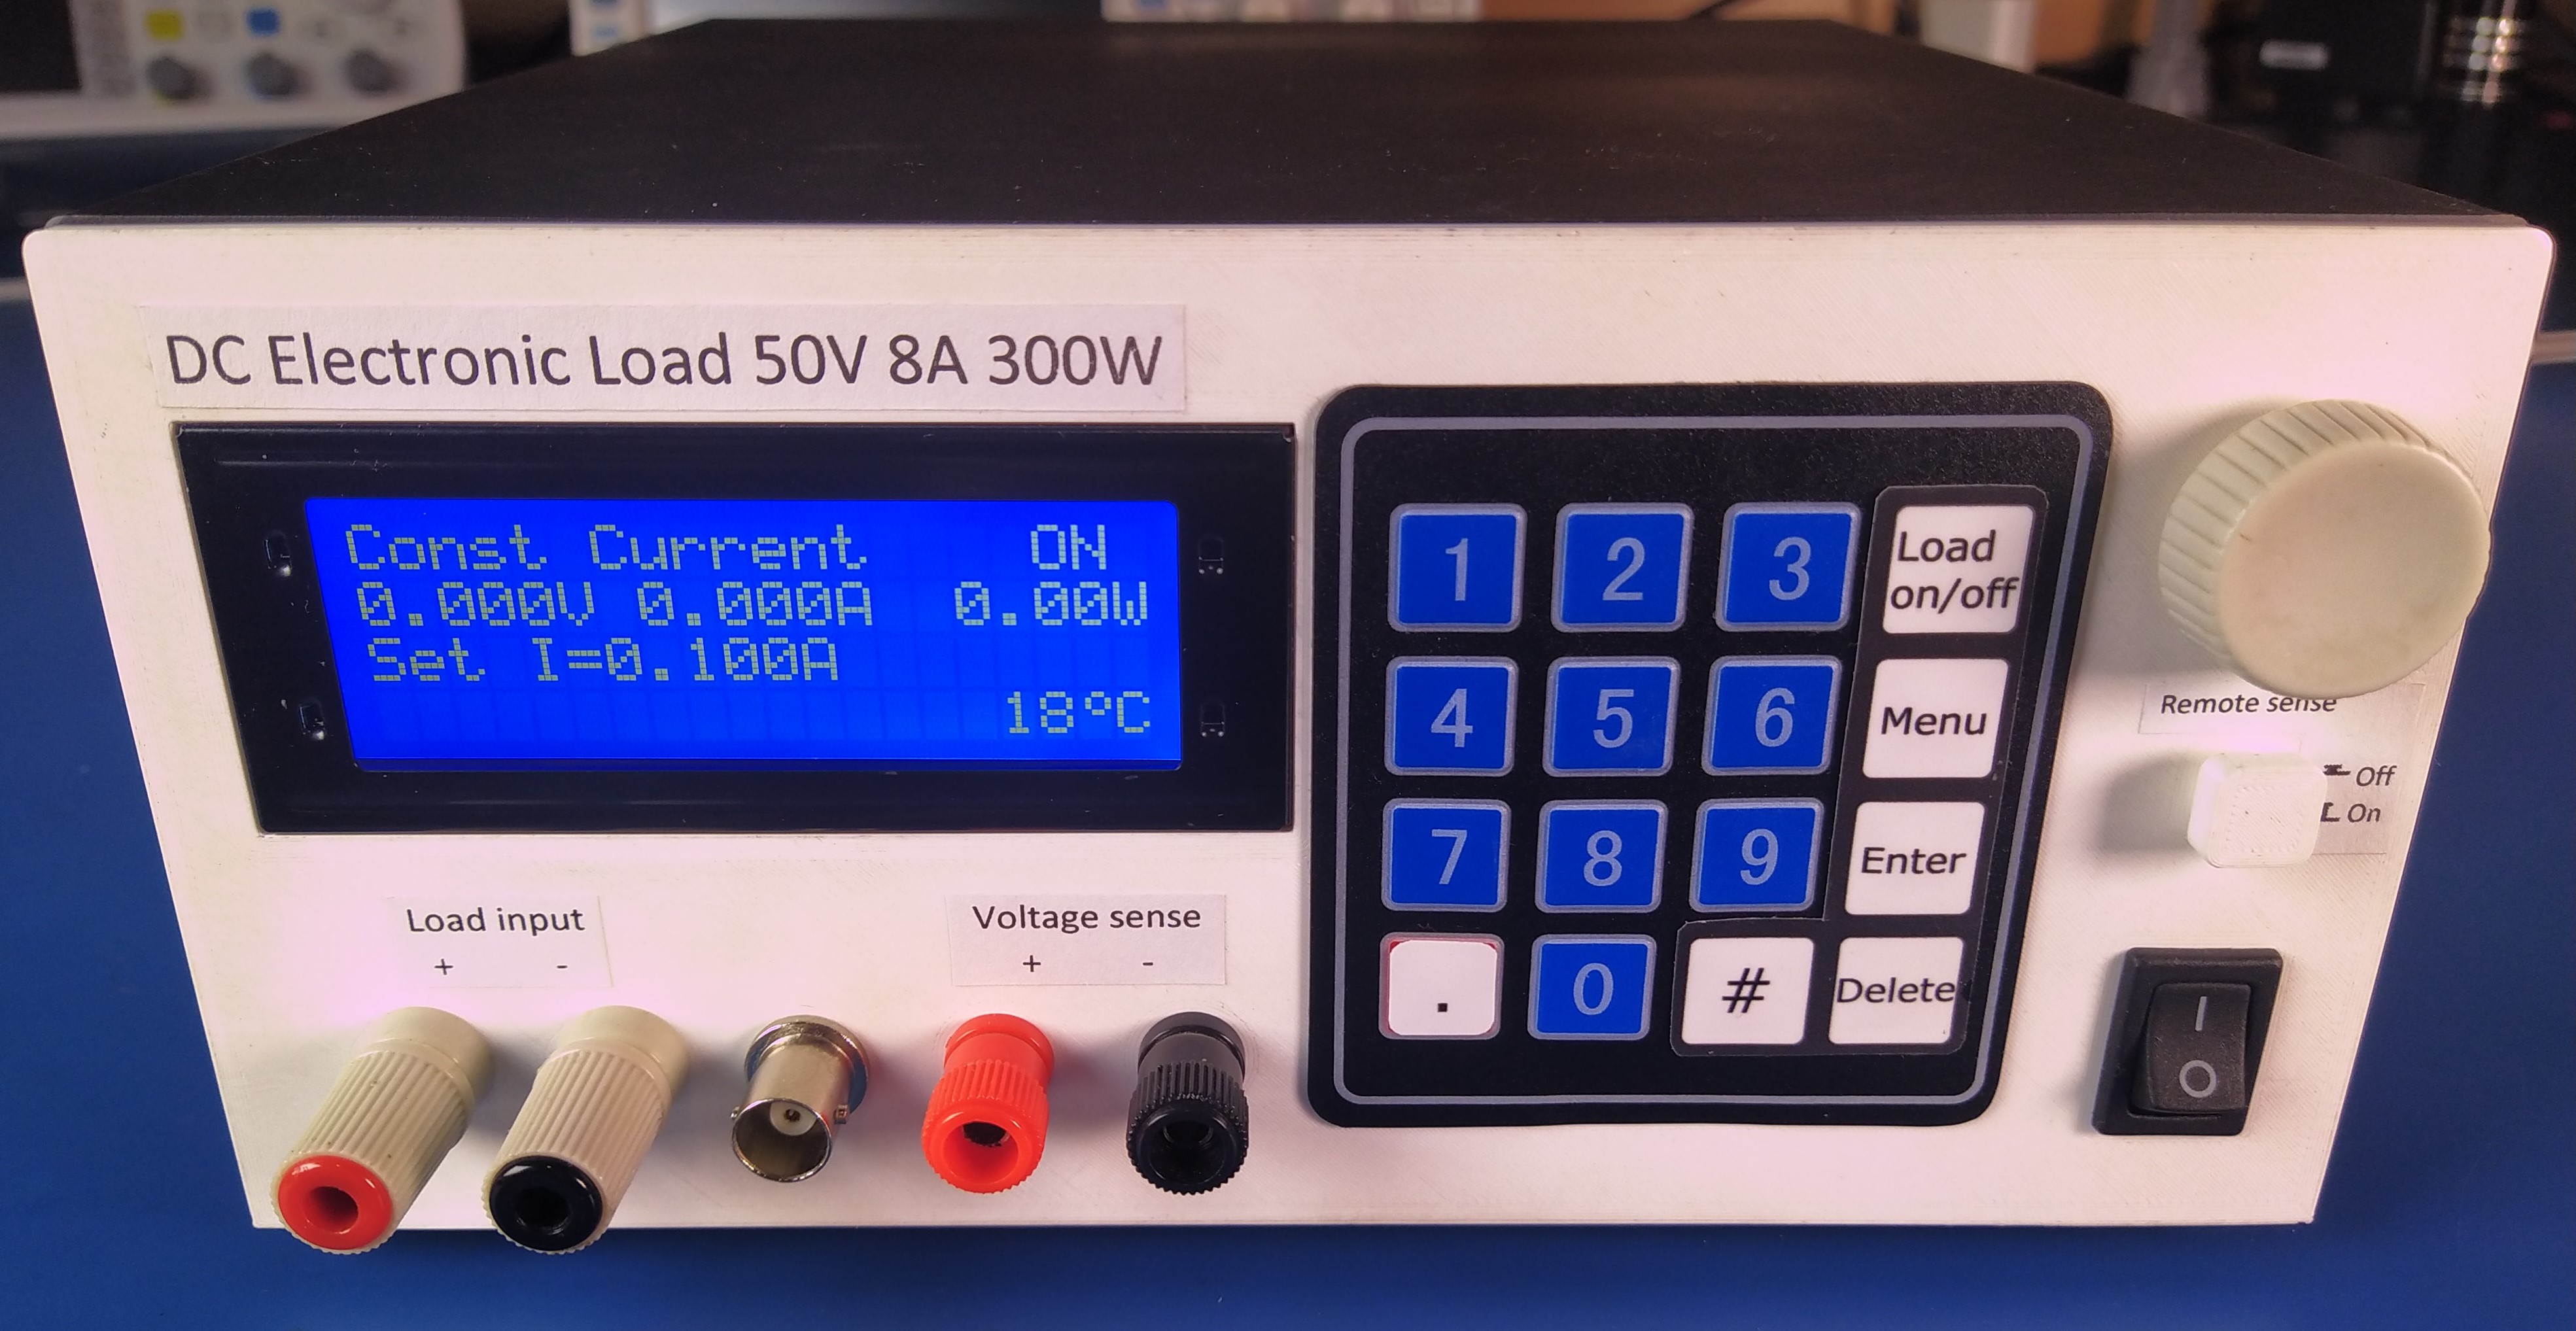 DC Electronic Load 50V 8A 300W
Const Current ON
0.000V 0.000A 0.00W
Set I=0.100A
18°C
1 2 3 Load on/off
4 5 6 Menu
7 8 9 Enter
. 0 # Delete
Remote sense
Off
On
Load input
+ -
Voltage sense
+ -
I
O